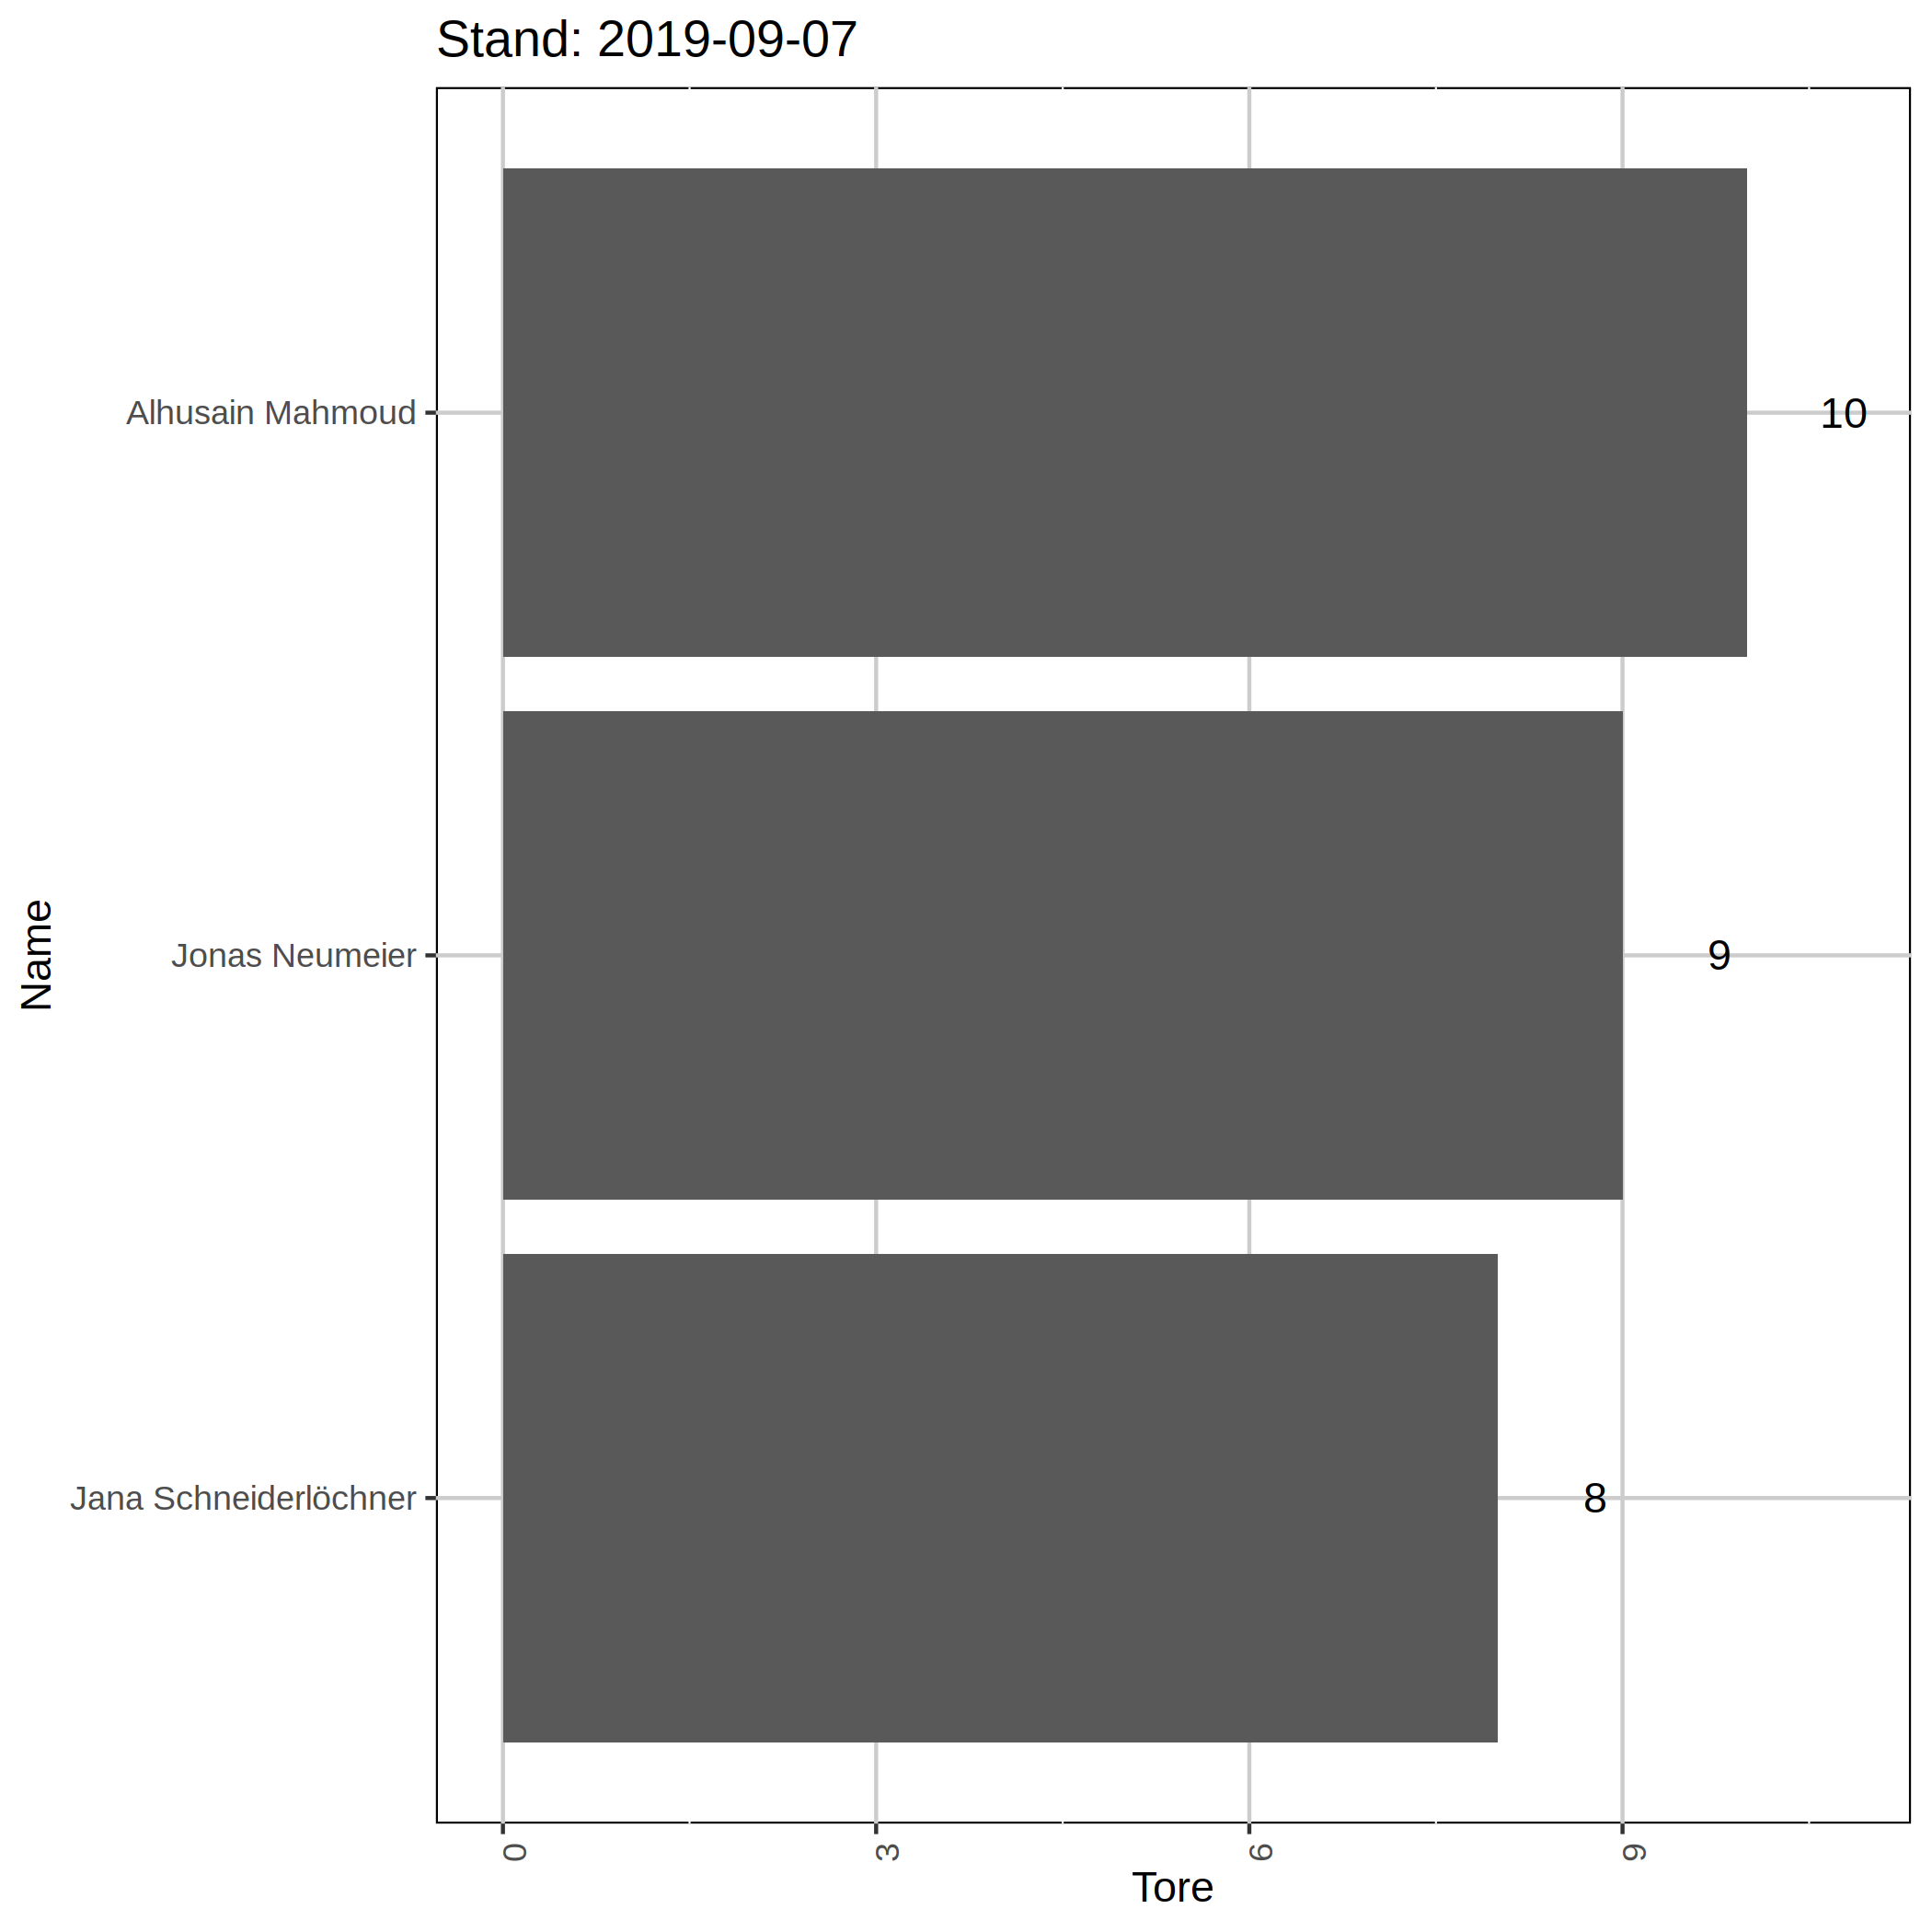 Stand: 2019-09-07
Name
Alhusain Mahmoud
10
Jonas Neumeier
9
Jana Schneiderlöchner
8
0
3
6
9
Tore